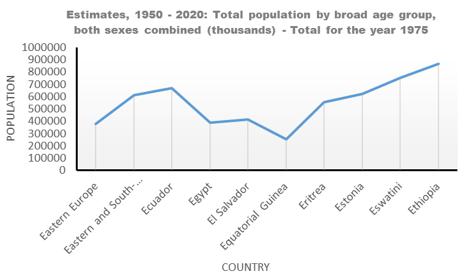 Estimates, 1950 - 2020: Total population by broad age group,
both sexes combined (thousands) - Total for the year 1975
POPULATION
1000000
900000
800000
700000
600000
500000
400000
300000
200000
100000
0
Eastern Europe
Eastern and South-...
Ecuador
Egypt
El Salvador
Equatorial Guinea
Eritrea
Estonia
Eswatini
Ethiopia
COUNTRY